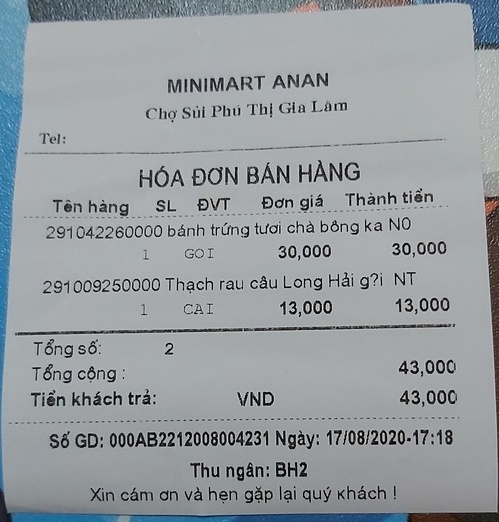 MINIMART ANAN
Chợ Sủi Phú Thị Gia Lâm
Tel:
HÓA ĐƠN BÁN HÀNG
Tên hàng SL ĐVT Đơn giá Thành tiền
291042260000 bánh trứng tươi chà bông ka N0
1 GOI 30,000 30,000
291009250000 Thạch rau câu Long Hải g?i NT
1 CAI 13,000 13,000
Tổng số: 2
Tổng cộng : 43,000
Tiền khách trả: VND 43,000
Số GD: 000AB2212008004231 Ngày: 17/08/2020-17:18
Thu ngân: BH2
Xin cám ơn và hẹn gặp lại quý khách !